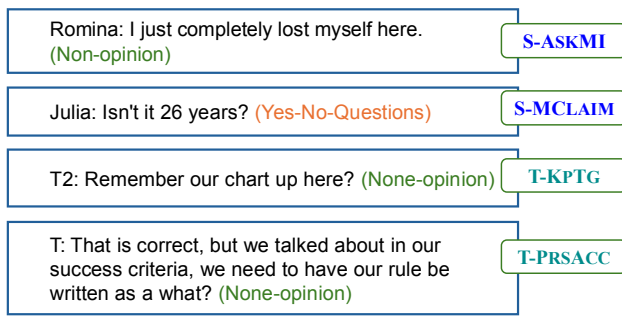 Romina: I just completely lost myself here.
(Non-opinion)
S-ASKMI
Julia: Isn't it 26 years? (Yes-No-Questions)
S-MCLAIM
T2: Remember our chart up here? (None-opinion)
T-KPTG
T: That is correct, but we talked about in our
success criteria, we need to have our rule be
written as a what? (None-opinion)
T-PRSACC